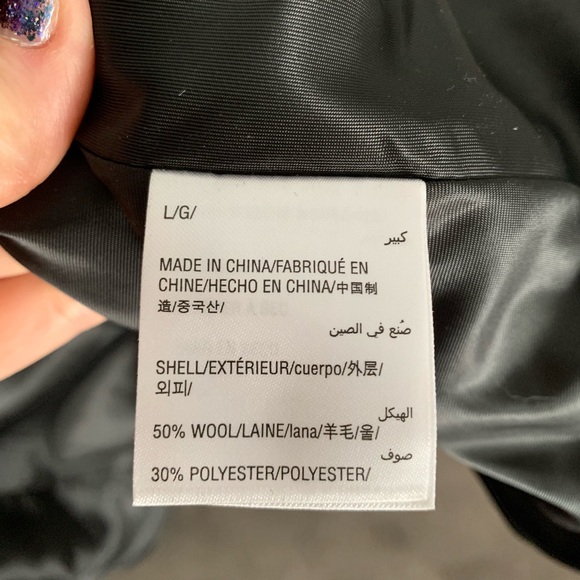 L/G/
كبير
MADE IN CHINA/FABRIQUÉ EN
CHINE/HECHO EN CHINA/中国制
造/중국산/
صُنع في الصين
SHELL/EXTÉRIEUR/cuerpo/外层/
외피/
الهيكل
50% WOOL/LAINE/lana/羊毛/울/
صوف
30% POLYESTER/POLYESTER/